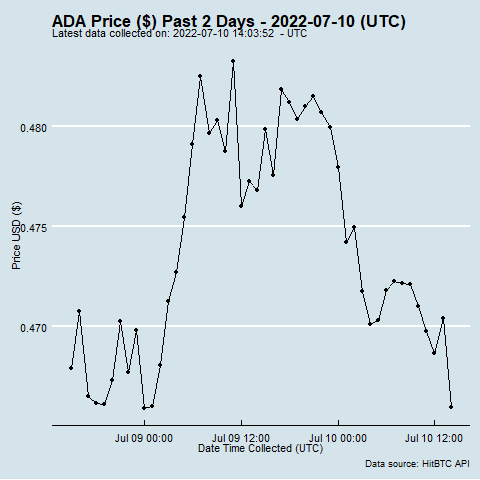 ADA Price ($) Past 2 Days - 2022-07-10 (UTC)
Latest data collected on: 2022-07-10 14:03:52  - UTC
0.480
0.475
0.470
Price USD ($)
Jul 09 00:00
Jul 09 12:00
Jul 10 00:00
Jul 10 12:00
Date Time Collected (UTC)
Data source: HitBTC API